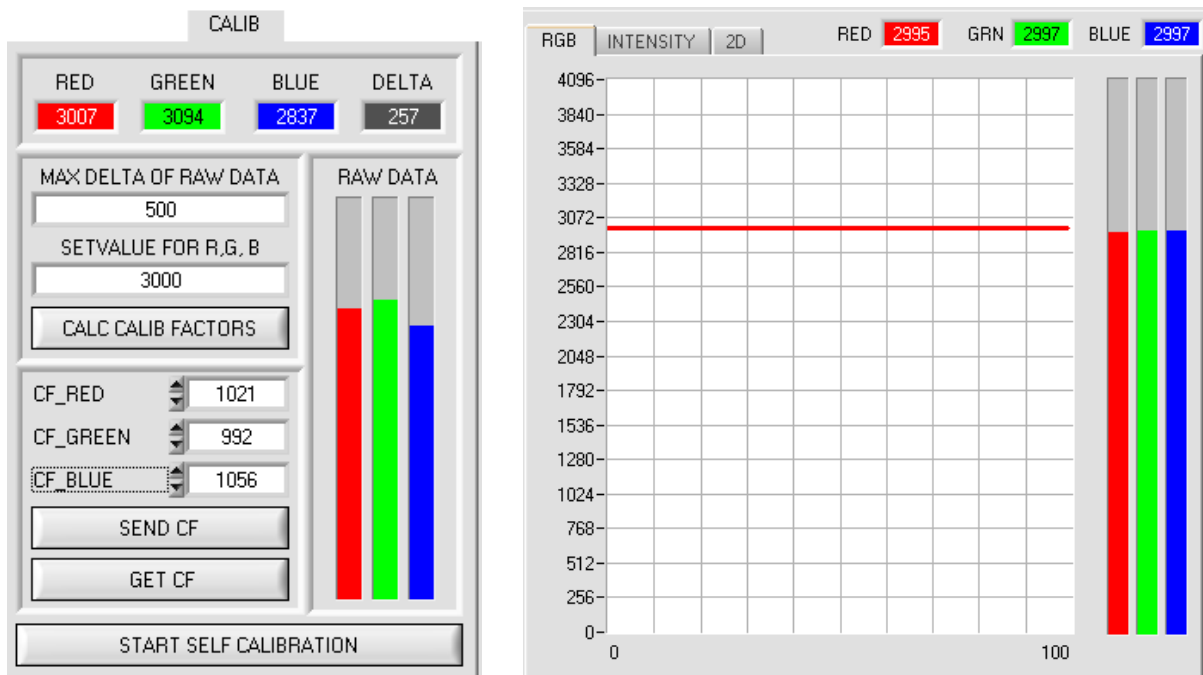 CALIB
RED GREEN BLUE DELTA
3007 3094 2837 257
MAX DELTA OF RAW DATA
500
SETVALUE FOR R,G, B
3000
CALC CALIB FACTORS
RAW DATA
CF_RED 1021
CF_GREEN 992
CF_BLUE 1056
SEND CF
GET CF
START SELF CALIBRATION
RGB INTENSITY 2D RED 2995 GRN 2997 BLUE 2997
4096
3840
3584
3328
3072
2816
2560
2304
2048
1792
1536
1280
1024
768
512
256
0
0 100